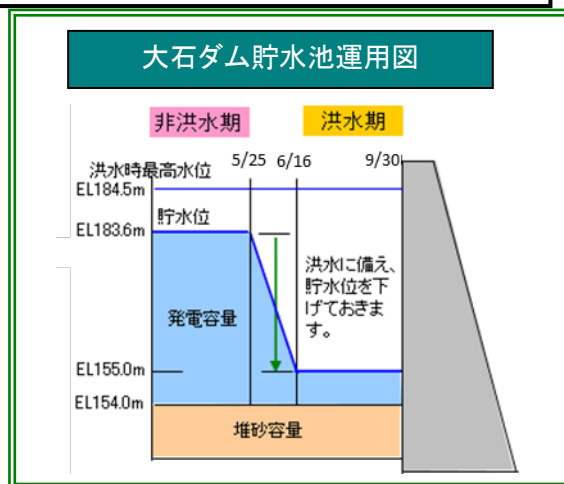 大石ダム貯水池運用図
非洪水期
洪水期
5/25
6/16
9/30
洪水時最高水位
EL184.5m
貯水位
EL183.6m
洪水に備え、
貯水位を下
げておきま
す。
発電容量
EL155.0m
EL154.0m
堆砂容量